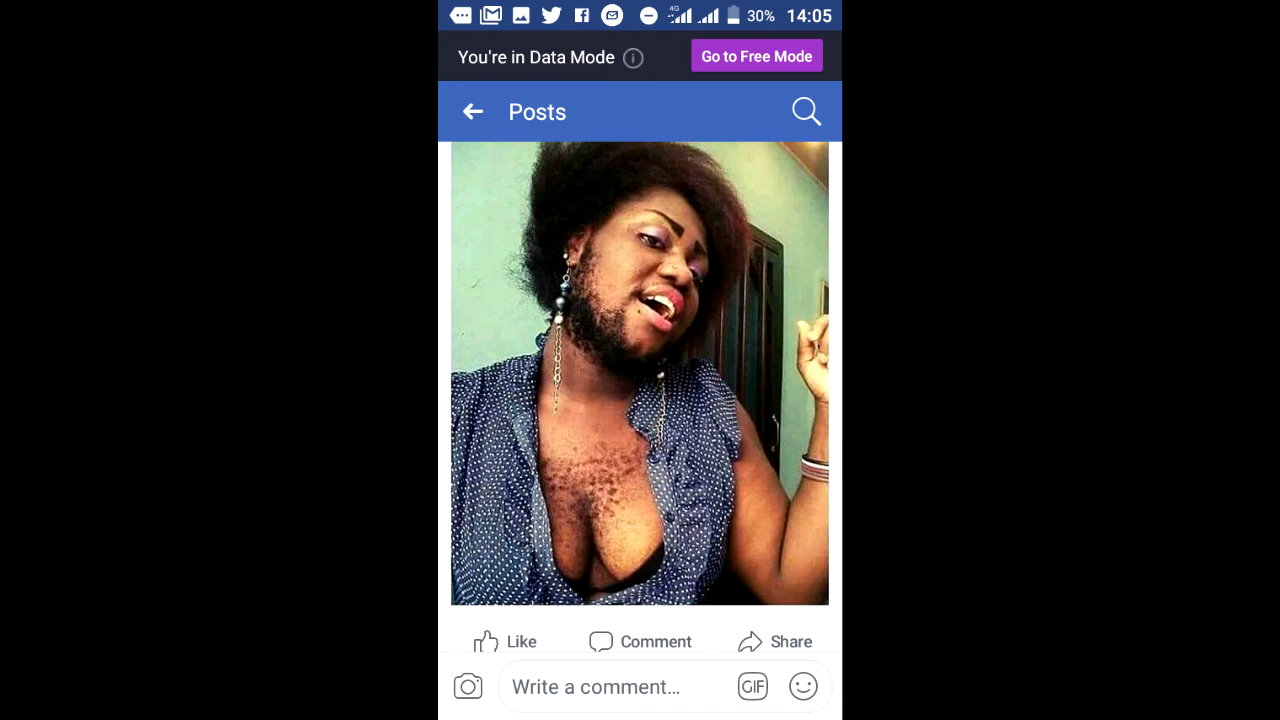 4G 30% 14:05
You're in Data Mode Go to Free Mode
Posts
Like Comment Share
Write a comment... GIF